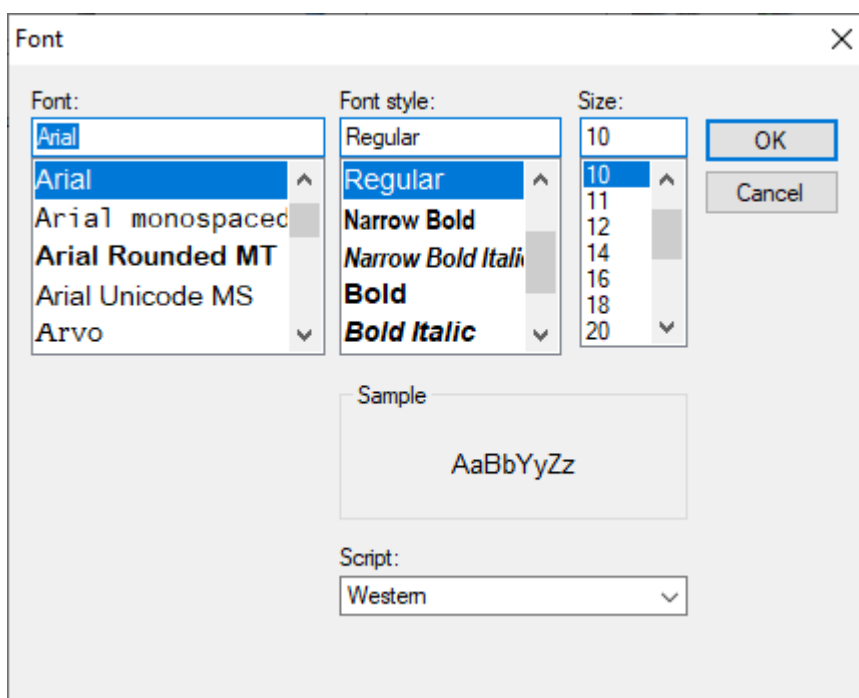 Font
Font:
Font style:
Size:
Arial
Regular
10
OK
Cancel
Arial
Arial monospaced
Arial Rounded MT
Arial Unicode MS
Arvo
Regular
Narrow Bold
Narrow Bold Itali
Bold
Bold Italic
10
11
12
14
16
18
20
Sample
AaBbYyZz
Script:
Western